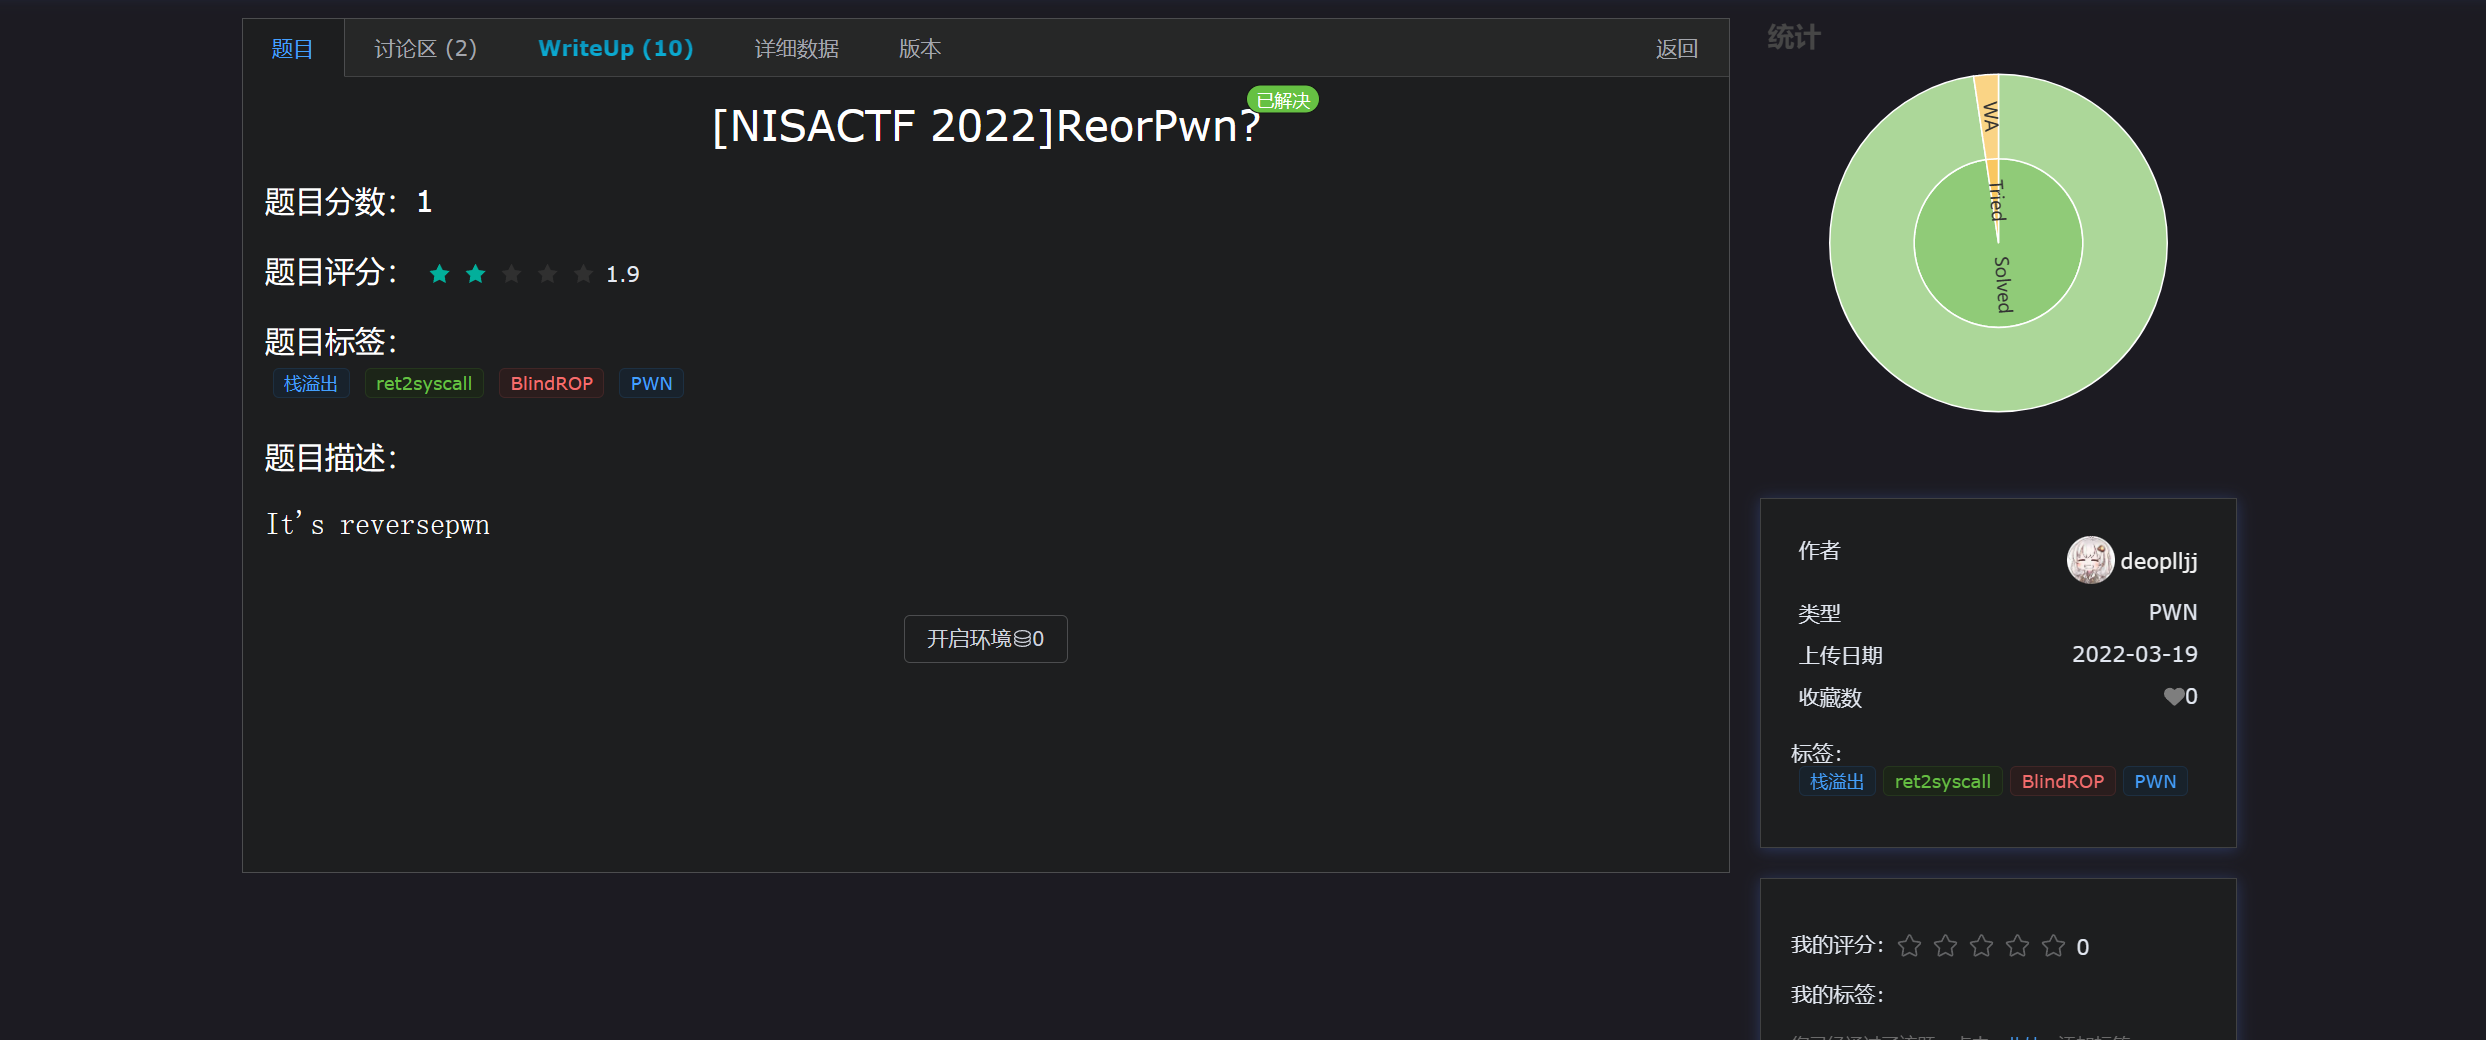 题目 讨论区 (2) WriteUp (10) 详细数据 版本 返回
[NISACTF 2022]ReorPwn?
已解决
题目分数：1
题目评分： 1.9
题目标签：
栈溢出 ret2syscall BlindROP PWN
题目描述：
It's reversepwn
开启环境 0
统计
WA
Tried
Solved
作者 deoplljj
类型 PWN
上传日期 2022-03-19
收藏数 0
标签：
栈溢出 ret2syscall BlindROP PWN
我的评分： 0
我的标签：